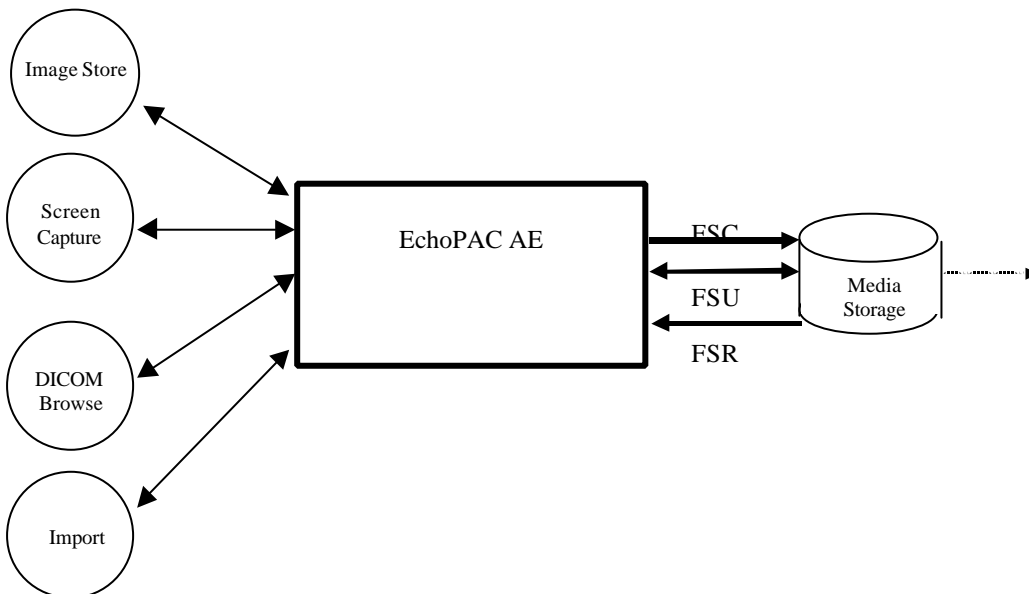 Image Store
Screen
Capture
EchoPAC AE
FSC
FSU
FSR
Media
Storage
DICOM
Browse
Import